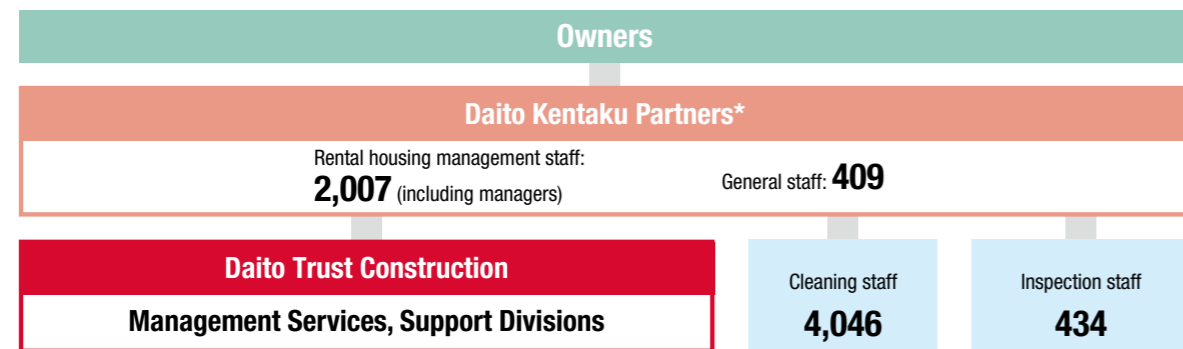 Owners
Daito Kentaku Partners*
Rental housing management staff:
2,007 (including managers)
General staff: 409
Daito Trust Construction
Management Services, Support Divisions
Cleaning staff
4,046
Inspection staff
434